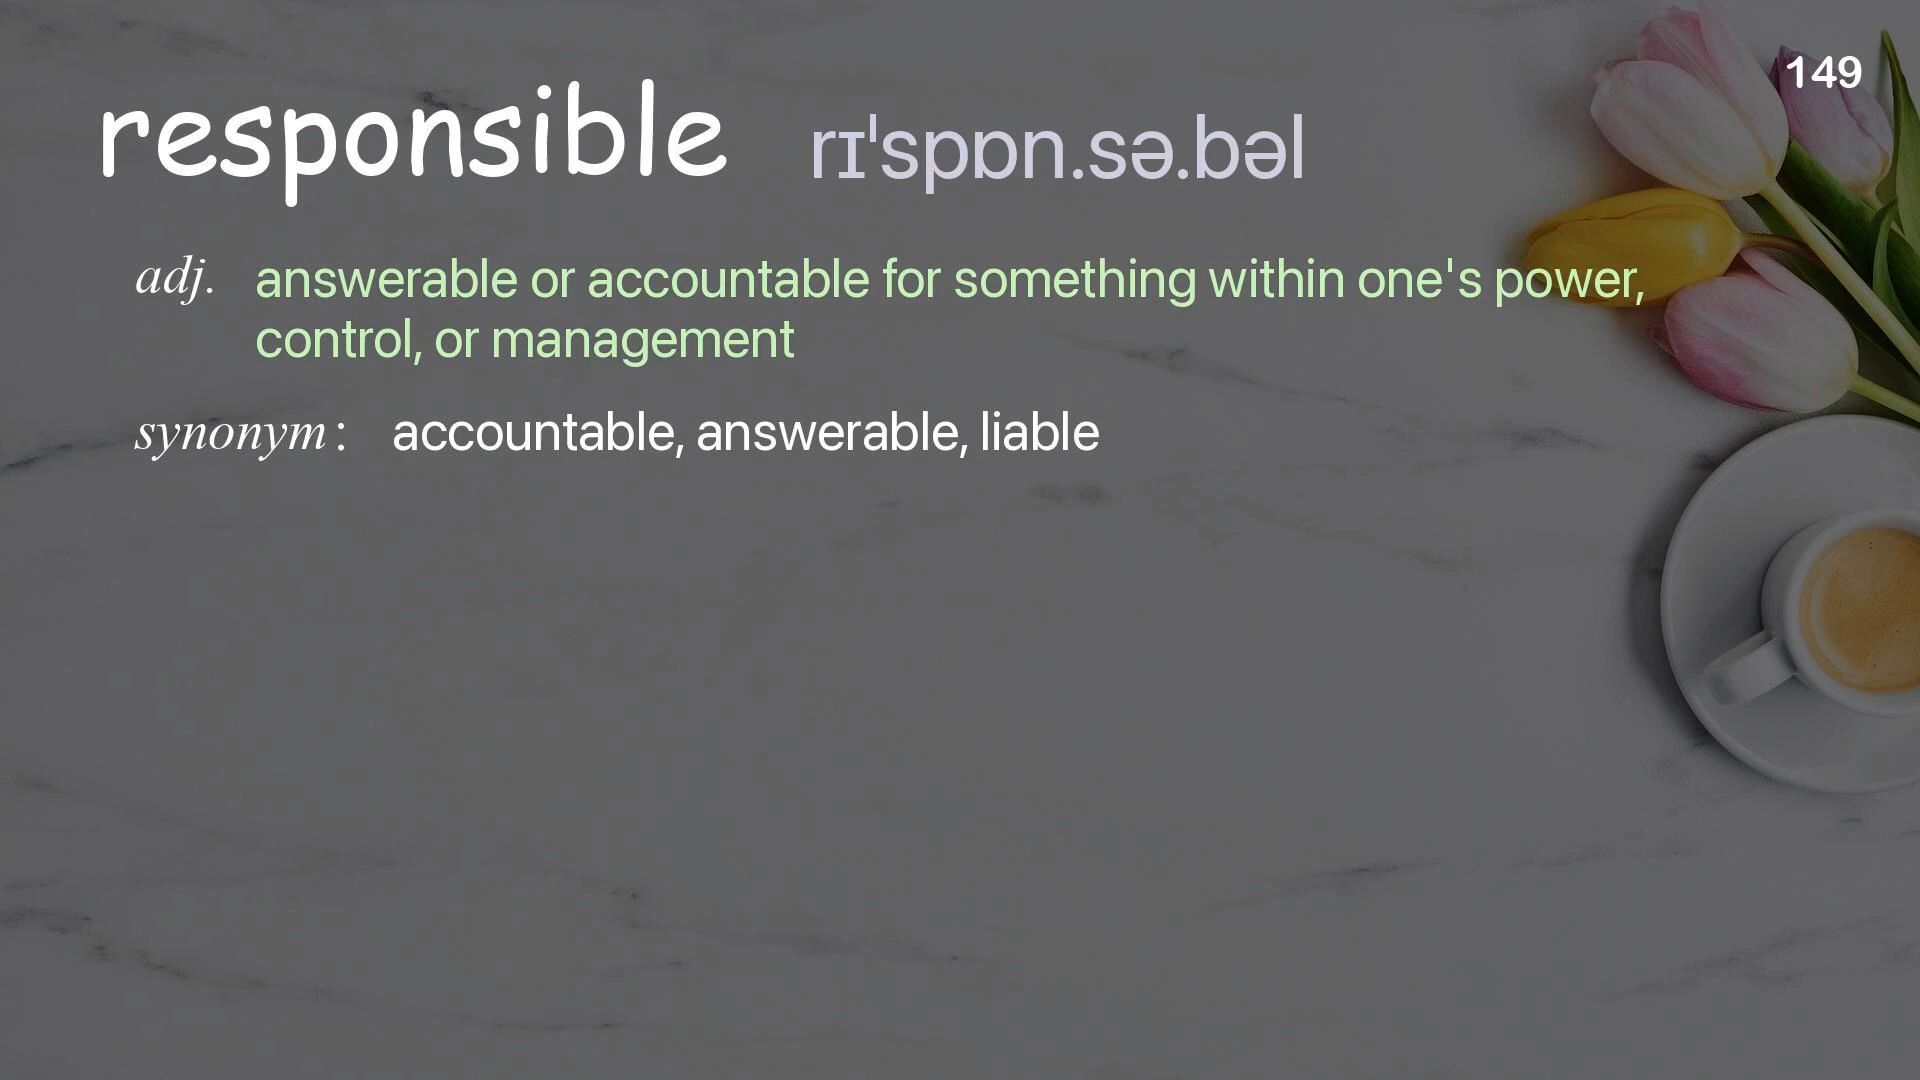 149
responsible rɪˈspɒn.sə.bəl
adj. answerable or accountable for something within one's power,
control, or management
synonym: accountable, answerable, liable